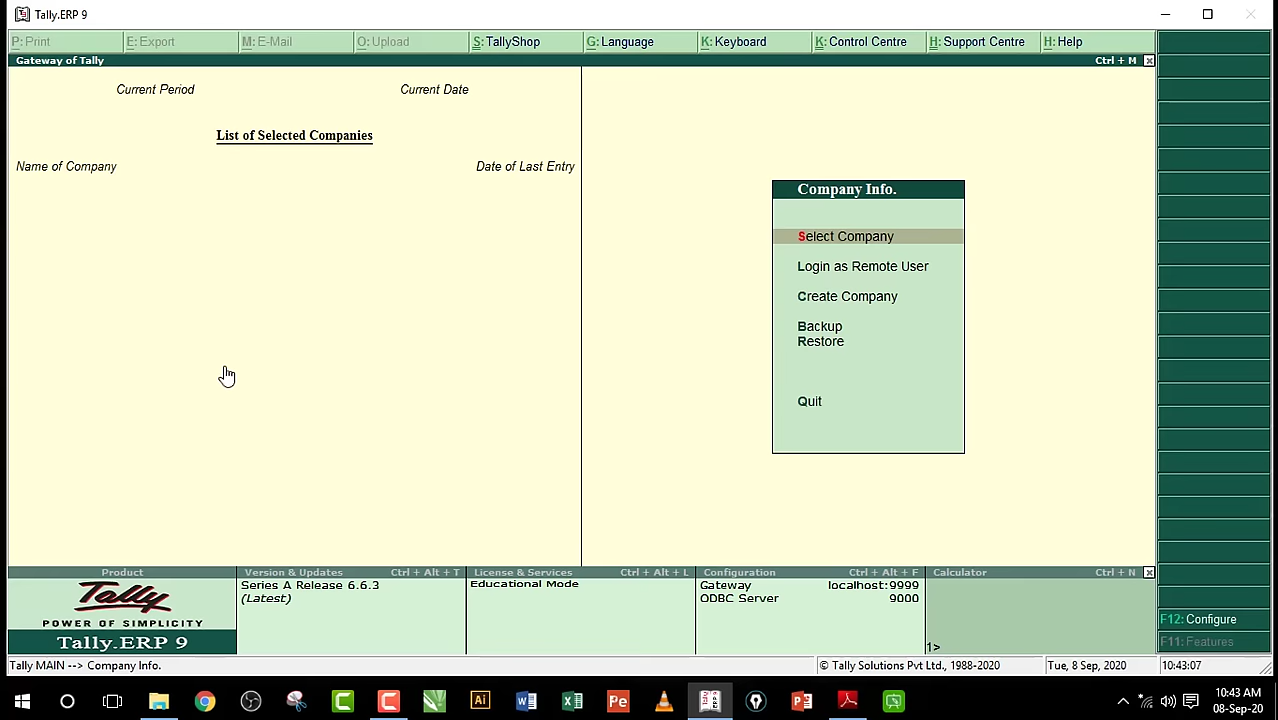 Tally.ERP 9
P: Print E: Export M: E-Mail O: Upload S: TallyShop G: Language K: Keyboard K: Control Centre H: Support Centre H: Help
Gateway of Tally Ctrl + M
Current Period Current Date
List of Selected Companies
Name of Company Date of Last Entry
Company Info.
Select Company
Login as Remote User
Create Company
Backup
Restore
Quit
Product Version & Updates Ctrl + Alt + T License & Services Ctrl + Alt + L Configuration Ctrl + Alt + F Calculator Ctrl + N
Tally
POWER OF SIMPLICITY
Tally.ERP 9
Series A Release 6.6.3
(Latest)
Educational Mode
Gateway localhost:9999
ODBC Server 9000
1>
F12: Configure
F11: Features
Tally MAIN --> Company Info. © Tally Solutions Pvt Ltd., 1988-2020 Tue, 8 Sep, 2020 10:43:07
10:43 AM
08-Sep-20